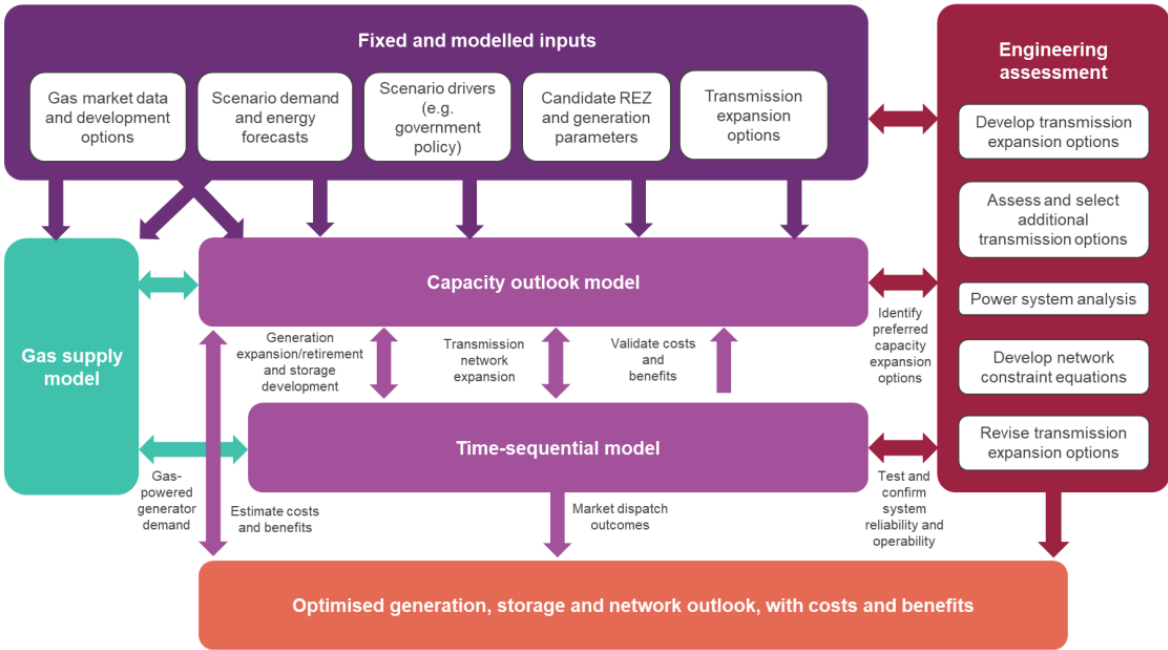 Fixed and modelled inputs
Gas market data
and development
options
Scenario demand
and energy
forecasts
Scenario drivers
(e.g.
government
policy)
Candidate REZ
and generation
parameters
Transmission
expansion
options
Engineering
assessment
Develop transmission
expansion options
Assess and select
additional
transmission options
Power system analysis
Develop network
constraint equations
Revise transmission
expansion options
Gas supply
model
Capacity outlook model
Generation
expansion/retirement
and storage
development
Transmission
network
expansion
Validate costs
and
benefits
Identify
preferred
capacity
expansion
options
Time-sequential model
Gas-
powered
generator
demand
Estimate costs
and benefits
Market dispatch
outcomes
Test and
confirm
system
reliability and
operability
Optimised generation, storage and network outlook, with costs and benefits